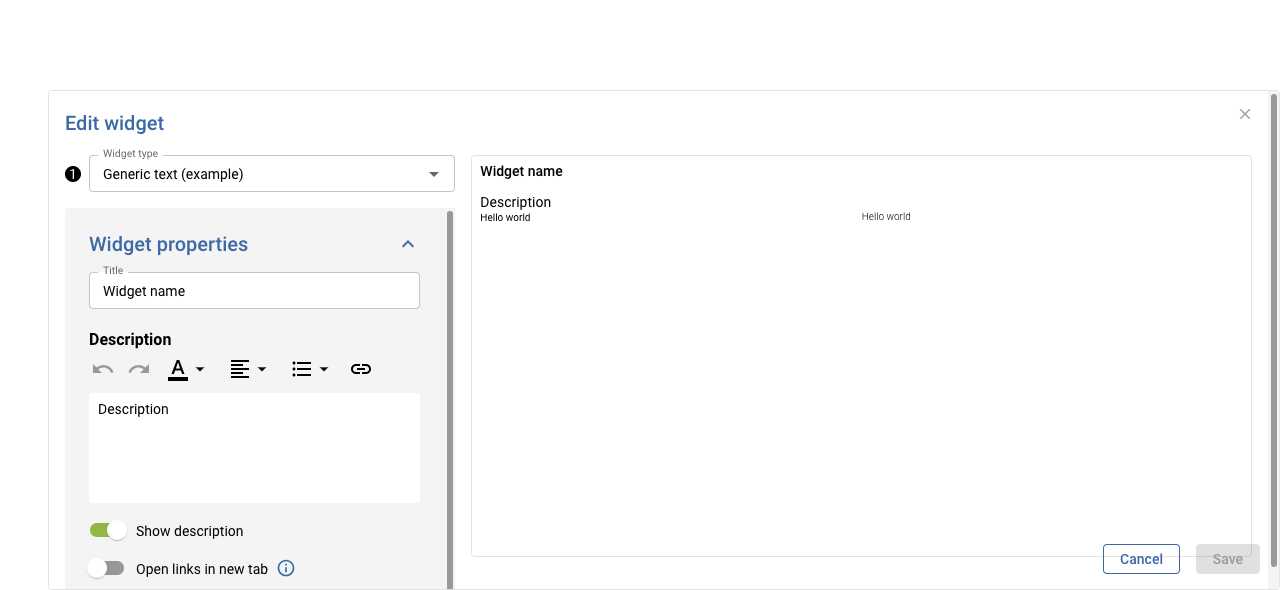 Edit widget
Widget type
1
Generic text (example)
Widget properties
Title
Widget name
Description
A
Description
Show description
Open links in new tab
Widget name
Description
Hello world
Hello world
Cancel
Save